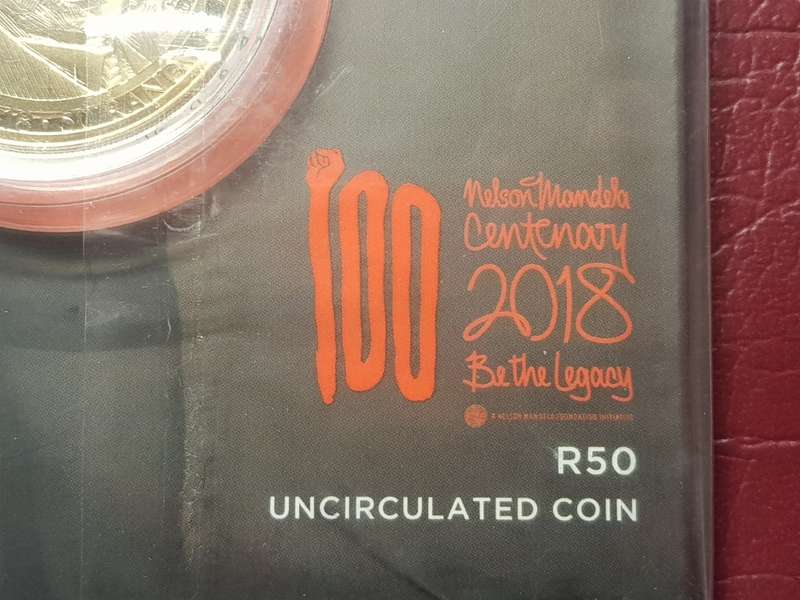 100
Nelson Mandela
Centenary
2018
Be the Legacy
A NELSON MANDELA FOUNDATION INITIATIVE
R50
UNCIRCULATED COIN